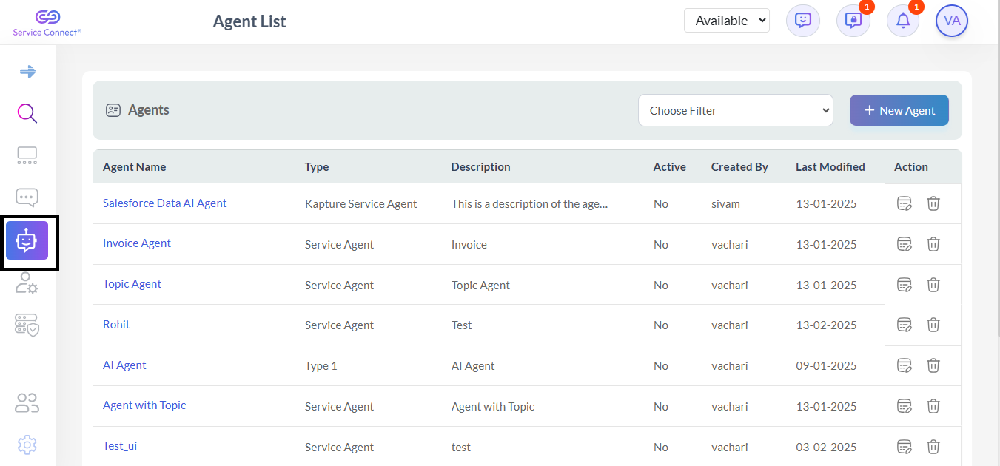 Service Connect®
Agent List
Available
1
1
VA
Agents
Choose Filter
+ New Agent
Agent Name Type Description Active Created By Last Modified Action
Salesforce Data AI Agent Kapture Service Agent This is a description of the age... No sivam 13-01-2025
Invoice Agent Service Agent Invoice No vachari 13-01-2025
Topic Agent Service Agent Topic Agent No vachari 13-01-2025
Rohit Service Agent Test No vachari 13-02-2025
AI Agent Type 1 AI Agent No vachari 09-01-2025
Agent with Topic Service Agent Agent with Topic No vachari 13-01-2025
Test_ui Service Agent test No vachari 03-02-2025